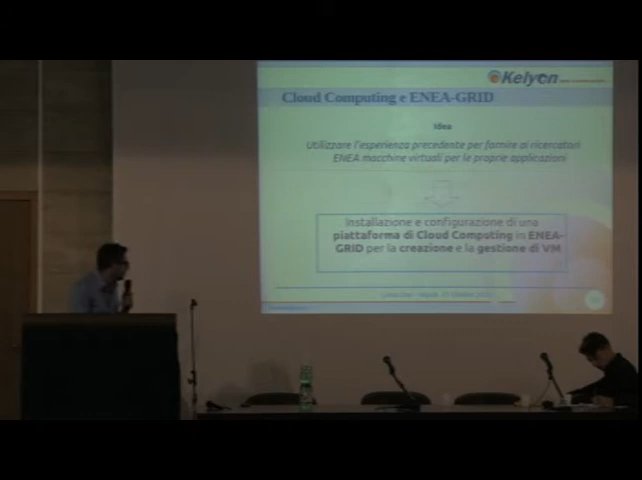 Kelyon
Cloud Computing e ENEA-GRID
Idea
Utilizzare l'esperienza precedente per fornire ai ricercatori
ENEA macchine virtuali per le proprie applicazioni
Installazione e configurazione di una
piattaforma di Cloud Computing in ENEA-
GRID per la creazione e la gestione di VM